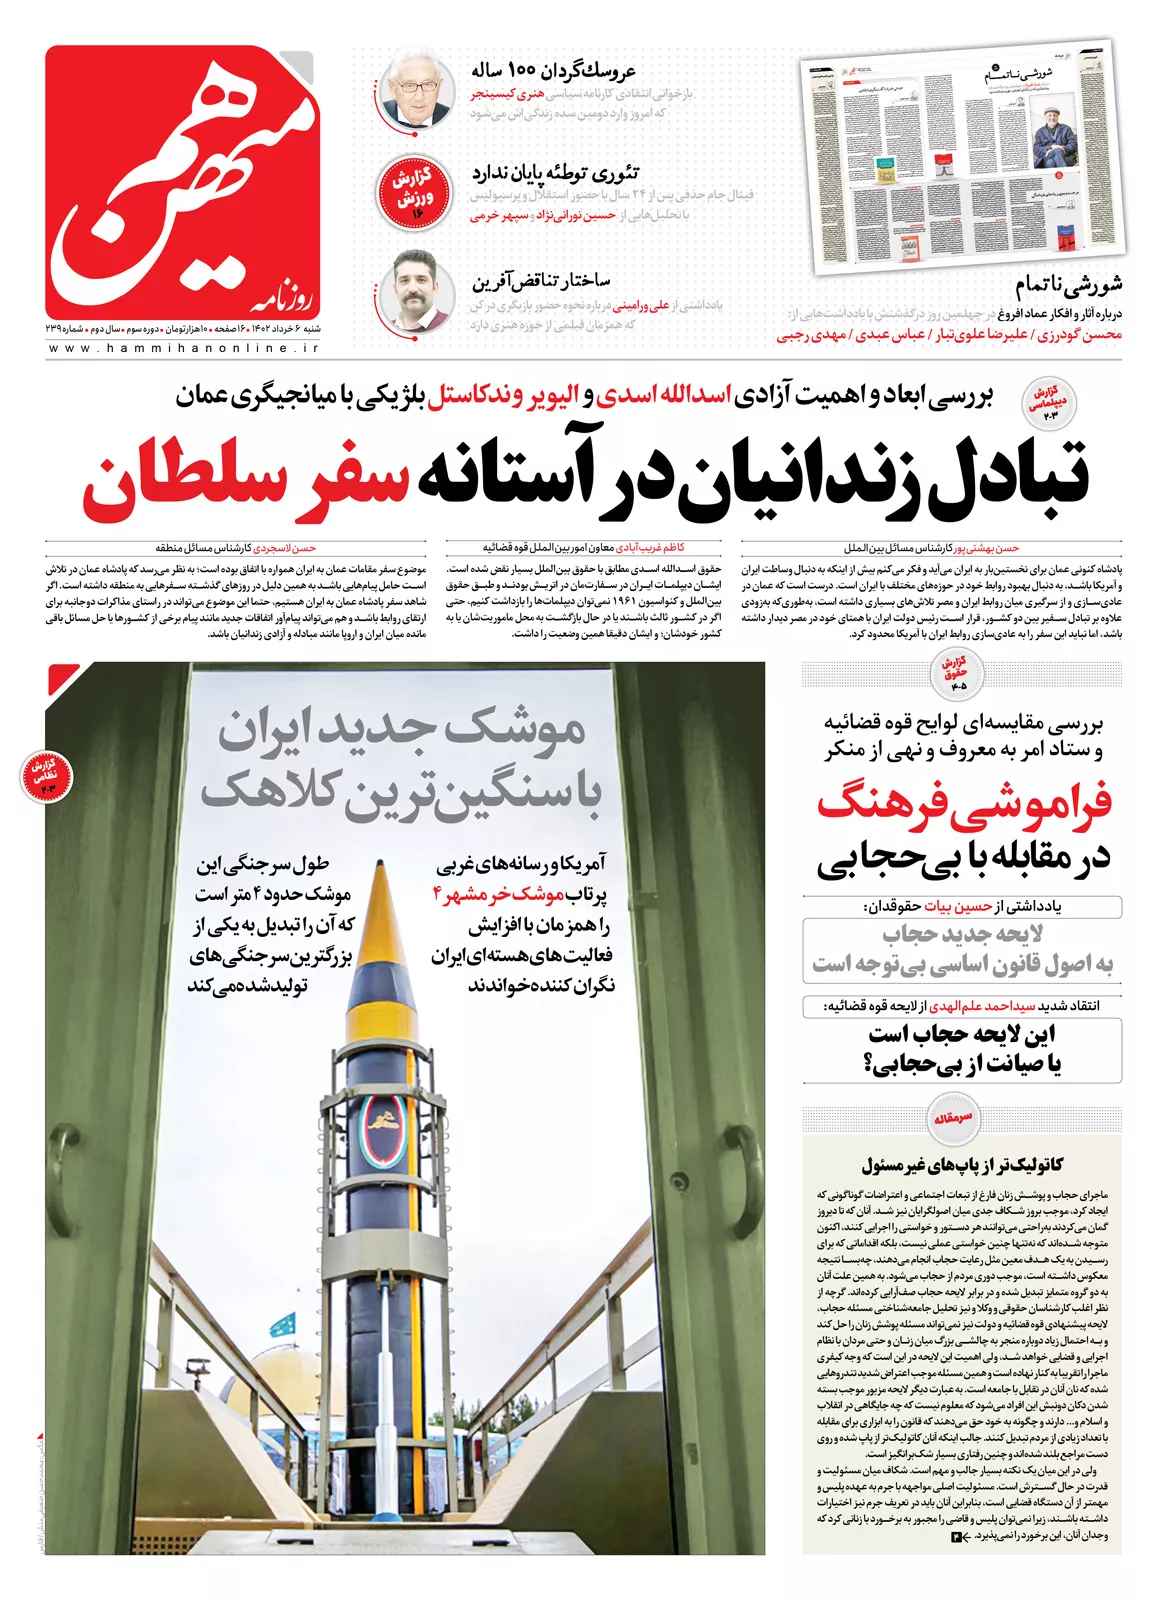 هم‌میهن
روزنامه
شنبه ۶ خرداد ۱۴۰۲ • ۱۶ صفحه • ۱۰هزارتومان • دوره سوم • سال دوم • شماره ۲۳۹
www.hammihanonline.ir
عروسک‌گردان ۱۰۰ ساله
بازخوانی انتقادی کارنامه سیاسی هنری کیسینجر
که امروز وارد دومین سده زندگی‌اش می‌شود
گزارش
ورزش
۱۶
تئوری توطئه پایان ندارد
فینال جام حذفی پس از ۲۴ سال با حضور استقلال و پرسپولیس
با تحلیل‌هایی از حسین نورانی‌نژاد و سپهر خرمی
ساختار تناقض‌آفرین
یادداشتی از علی ورامینی درباره نحوه حضور بازیگری در کن
که همزمان فیلمی از حوزه هنری دارد
شورشی ناتمام
شورشی ناتمام
درباره آثار و افکار عماد افروغ در چهلمین روز درگذشتش با یادداشت‌هایی از:
محسن گودرزی / علیرضا علوی‌تبار / عباس عبدی / مهدی رجبی
گزارش
دیپلماسی
۲-۳
بررسی ابعاد و اهمیت آزادی اسدالله اسدی و الیویر وندکاستل بلژیکی با میانجیگری عمان
تبادل زندانیان در آستانه سفر سلطان
حسن بهشتی‌پور کارشناس مسائل بین‌الملل
پادشاه کنونی عمان برای نخستین‌بار به ایران می‌آید و فکر می‌کنم بیش از اینکه به دنبال وساطت ایران
و آمریکا باشد، به دنبال بهبود روابط خود در حوزه‌های مختلف با ایران است. درست است که عمان در
عادی‌سازی و از سرگیری میان روابط ایران و مصر تلاش‌های بسیاری داشته است، به‌طوری‌که به‌زودی
علاوه بر تبادل سفیر بین دو کشور، قرار است رئیس دولت ایران با همتای خود در مصر دیدار داشته
باشد، اما نباید این سفر را به عادی‌سازی روابط ایران با آمریکا محدود کرد.
کاظم غریب‌آبادی معاون امور بین‌الملل قوه قضائیه
حقوق اسدالله اسدی مطابق با حقوق بین‌الملل بسیار نقض شده است.
ایشان دیپلمات ایران در سفارت‌مان در اتریش بودند و طبق حقوق
بین‌الملل و کنواسیون ۱۹۶۱ نمی‌توان دیپلمات‌ها را بازداشت کنیم، حتی
اگر در کشور ثالث باشند یا در حال بازگشت به محل ماموریت‌شان یا به
کشور خودشان؛ و ایشان دقیقا همین وضعیت را داشت.
حسن لاسجردی کارشناس مسائل منطقه
موضوع سفر مقامات عمان به ایران همواره با اتفاق بوده است؛ به نظر می‌رسد که پادشاه عمان در تلاش
است حامل پیام‌هایی باشد به همین دلیل در روزهای گذشته سفرهایی به منطقه داشته است. اگر
شاهد سفر پادشاه عمان به ایران هستیم، حتما این موضوع می‌تواند در راستای مذاکرات دوجانبه برای
ارتقای روابط باشد و هم می‌تواند پیام‌آور اتفاقات جدید مانند پیام برخی از کشورها یا حل مسائل باقی
مانده میان ایران و اروپا مانند مبادله و آزادی زندانیان باشد.
گزارش
حقوق
۴-۵
بررسی مقایسه‌ای لوایح قوه قضائیه
و ستاد امر به معروف و نهی از منکر
فراموشی فرهنگ
در مقابله با بی‌حجابی
یادداشتی از حسین بیات حقوقدان:
لایحه جدید حجاب
به اصول قانون اساسی بی‌توجه است
انتقاد شدید سیداحمد علم‌الهدی از لایحه قوه قضائیه:
این لایحه حجاب است
یا صیانت از بی‌حجابی؟
سرمقاله
کاتولیک‌تر از پاپ‌های غیرمسئول
ماجرای حجاب و پوشش زنان فارغ از تبعات اجتماعی و اعتراضات گوناگونی که
ایجاد کرد، موجب بروز شکاف جدی میان اصولگرایان نیز شد. آنان که تا دیروز
گمان می‌کردند به‌راحتی می‌توانند هر دستور و خواستی را اجرایی کنند، اکنون
متوجه شده‌اند که نه‌تنها چنین خواستی عملی نیست، بلکه اقداماتی که برای
رسیدن به یک هدف معین مثل رعایت حجاب انجام می‌دهند، چه‌بسا نتیجه
معکوس داشته است، موجب دوری مردم از حجاب می‌شود. به همین علت آنان
به دو گروه متمایز تبدیل شده و در برابر لایحه حجاب صف‌آرایی کرده‌اند. گرچه از
نظر اغلب کارشناسان حقوقی و وکلا و نیز تحلیل جامعه‌شناختی مسئله حجاب،
لایحه پیشنهادی قوه قضائیه و دولت نیز نمی‌تواند مسئله پوشش زنان را حل کند
و به احتمال زیاد دوباره منجر به چالشی بزرگ میان زنان و حتی مردان با نظام
اجرایی و قضایی خواهد شد. ولی اهمیت این لایحه در این است که وجه کیفری
ماجرا را تقریبا به کنار نهاده است و همین مسئله موجب اعتراض شدید تندروهایی
شده که نان آنان در تقابل با جامعه است. به عبارت دیگر لایحه مزبور موجب بسته
شدن دکان دونبش این افراد می‌شود که معلوم نیست که چه جایگاهی در انقلاب
و اسلام و... دارند و چگونه به خود حق می‌دهند که قانون را به ابزاری برای مقابله
با تعداد زیادی از مردم تبدیل کنند. جالب اینکه آنان کاتولیک‌تر از پاپ شده و روی
دست مراجع بلند شده‌اند و چنین رفتاری بسیار شک‌برانگیز است.
ولی در این میان یک نکته بسیار جالب و مهم است. شکاف میان مسئولیت و
قدرت در حال گسترش است. مسئولیت اصلی مواجهه با جرم به عهده پلیس و
مهمتر از آن دستگاه قضایی است، بنابراین آنان باید در تعریف جرم نیز اختیارات
داشته باشند، زیرا نمی‌توان پلیس و قاضی را مجبور به برخورد با زنانی کرد که
وجدان آنان، این برخورد را نمی‌پذیرد.
گزارش
نظامی
۲-۳
موشک جدید ایران
با سنگین‌ترین کلاهک
آمریکا و رسانه‌های غربی
پرتاب موشک خرمشهر ۴
را همزمان با افزایش
فعالیت‌های هسته‌ای ایران
نگران کننده خواندند
طول سرجنگی این
موشک حدود ۴ متر است
که آن را تبدیل به یکی از
بزرگترین سرجنگی‌های
تولیدشده می‌کند